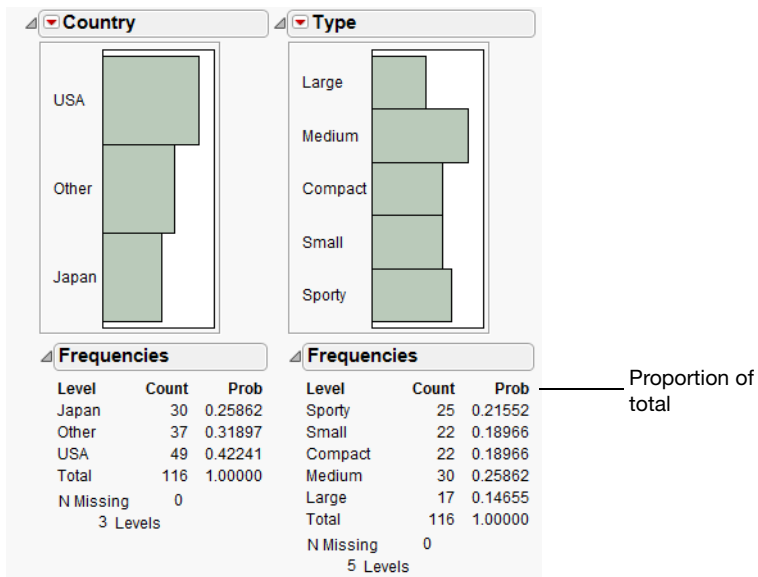 Country
USA
Other
Japan
Frequencies
Level Count Prob
Japan 30 0.25862
Other 37 0.31897
USA 49 0.42241
Total 116 1.00000
N Missing 0
3 Levels
Type
Large
Medium
Compact
Small
Sporty
Frequencies
Level Count Prob
Sporty 25 0.21552
Small 22 0.18966
Compact 22 0.18966
Medium 30 0.25862
Large 17 0.14655
Total 116 1.00000
N Missing 0
5 Levels
Proportion of
total